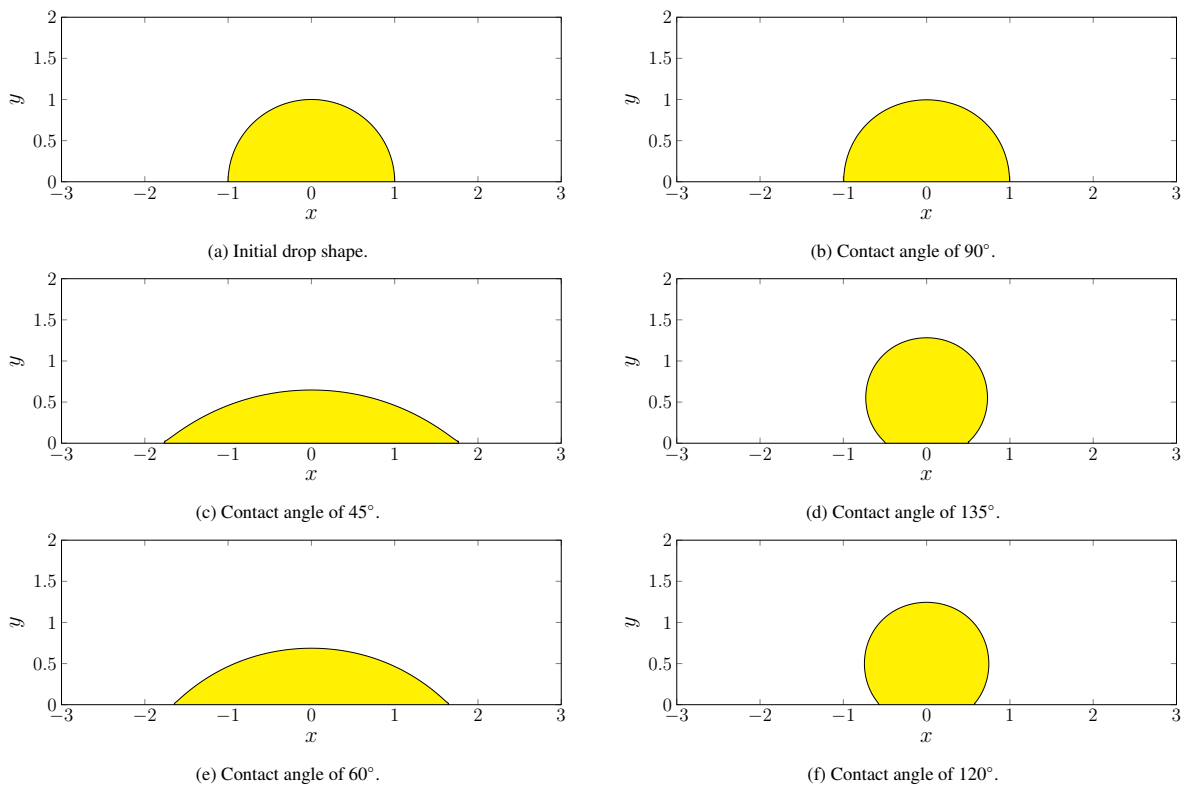 2
1.5
1
0.5
0
−3 −2 −1 0 1 2 3
y
x
(a) Initial drop shape.
2
1.5
1
0.5
0
−3 −2 −1 0 1 2 3
y
x
(b) Contact angle of 90°.
2
1.5
1
0.5
0
−3 −2 −1 0 1 2 3
y
x
(c) Contact angle of 45°.
2
1.5
1
0.5
0
−3 −2 −1 0 1 2 3
y
x
(d) Contact angle of 135°.
2
1.5
1
0.5
0
−3 −2 −1 0 1 2 3
y
x
(e) Contact angle of 60°.
2
1.5
1
0.5
0
−3 −2 −1 0 1 2 3
y
x
(f) Contact angle of 120°.